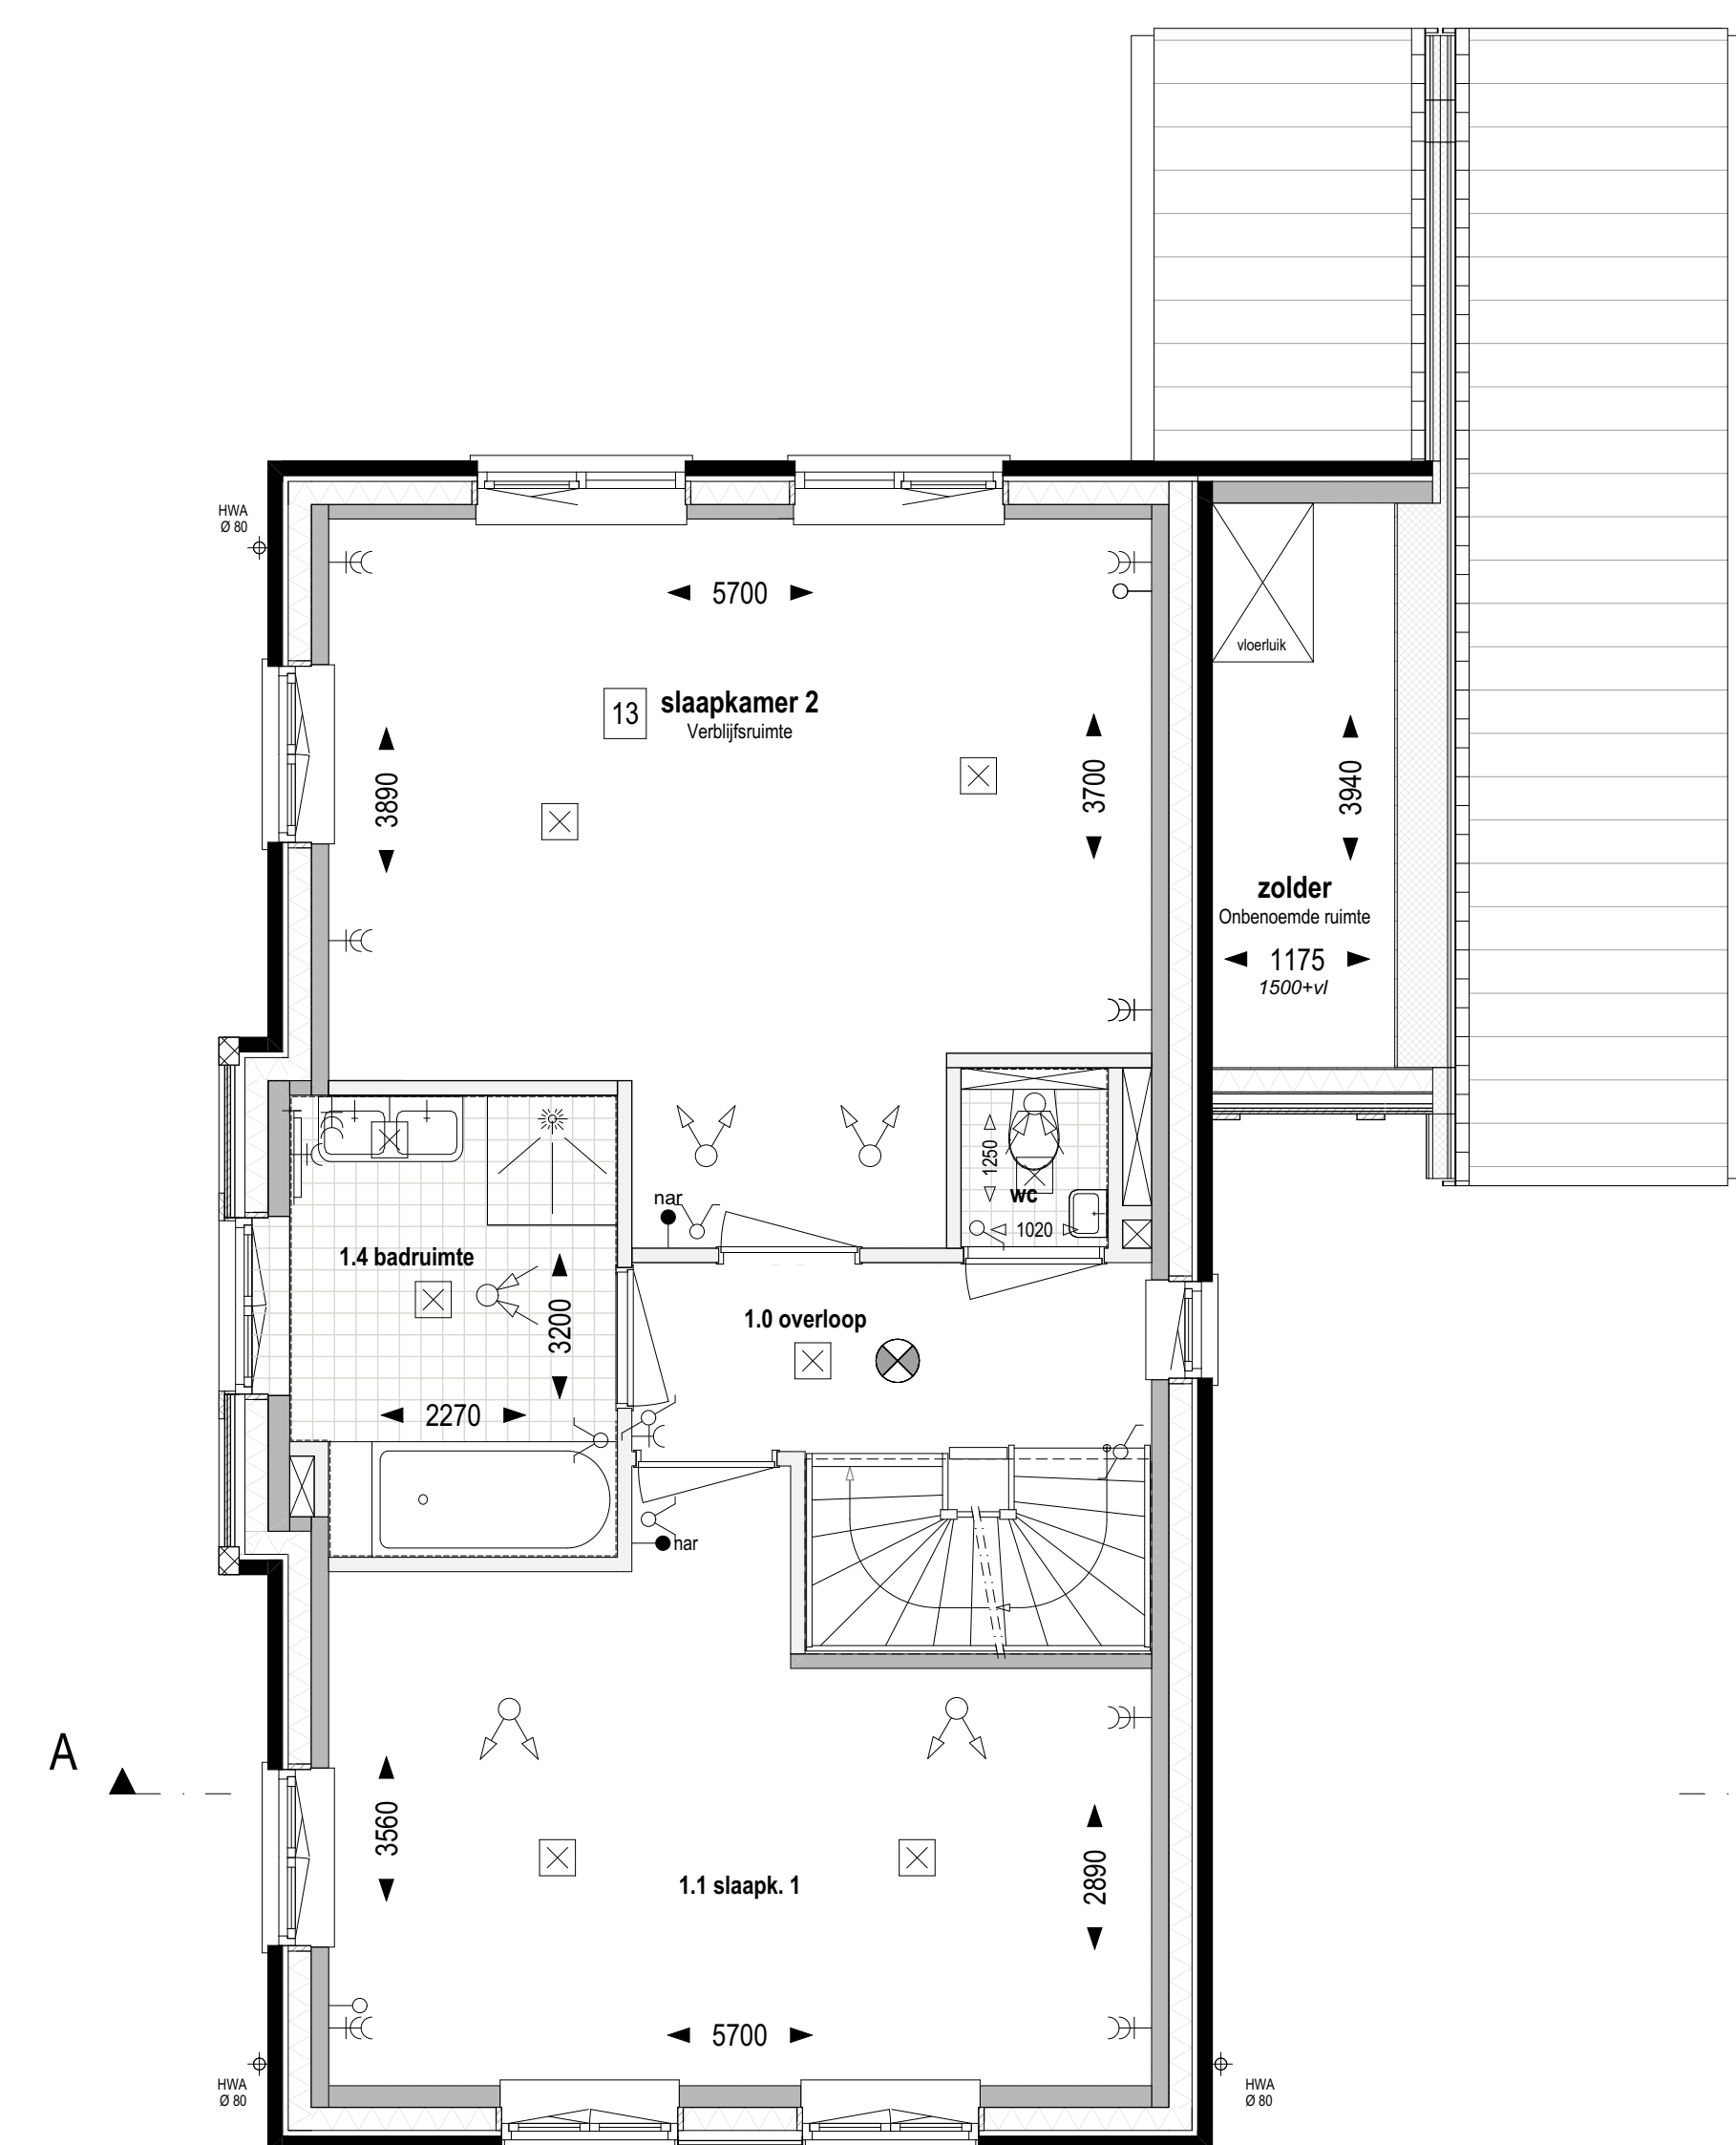 HWA
Ø 80
5700
vloerluik
13
slaapkamer 2
Verblijfsruimte
3890
3700
3940
zolder
Onbenoemde ruimte
1175
1500+vl
1250
wc
1020
nar
1.4 badruimte
3200
1.0 overloop
2270
har
A
3560
2890
1.1 slaapk. 1
5700
HWA
Ø 80
HWA
Ø 80